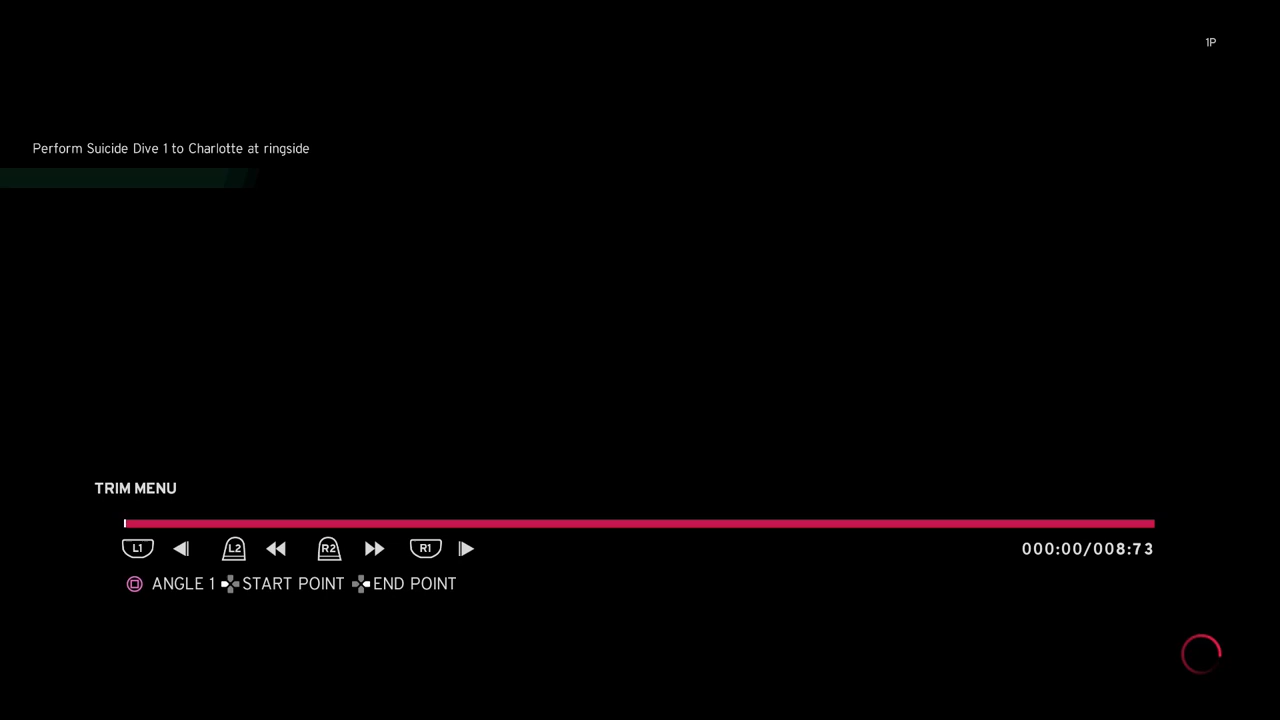 1P
Perform Suicide Dive 1 to Charlotte at ringside
TRIM MENU
L1 L2 R2 R1 000:00/008:73
ANGLE 1 START POINT END POINT